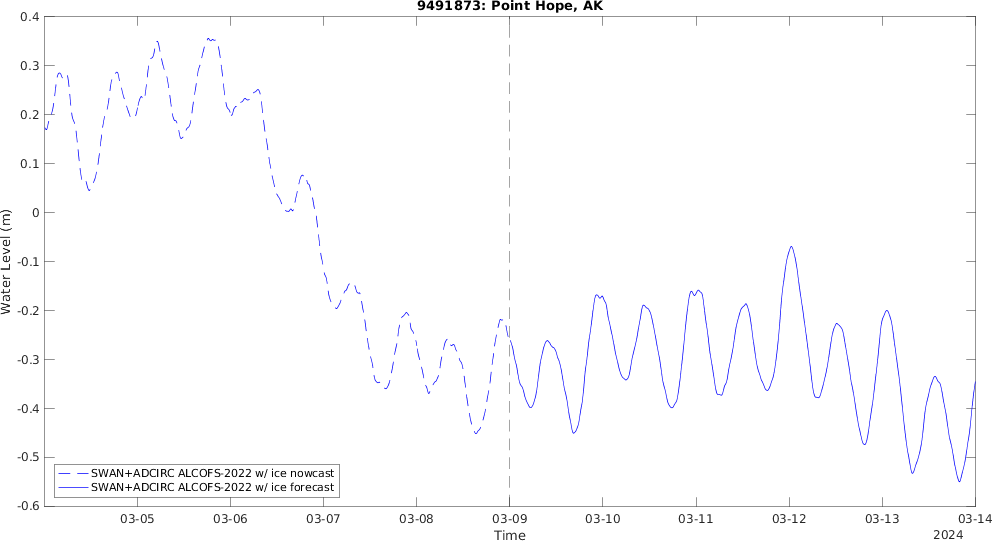 9491873: Point Hope, AK
0.4
0.3
0.2
0.1
0
-0.1
-0.2
-0.3
-0.4
-0.5
-0.6
Water Level (m)
SWAN+ADCIRC ALCOFS-2022 w/ ice nowcast
SWAN+ADCIRC ALCOFS-2022 w/ ice forecast
03-05 03-06 03-07 03-08 03-09 03-10 03-11 03-12 03-13 03-14
Time
2024